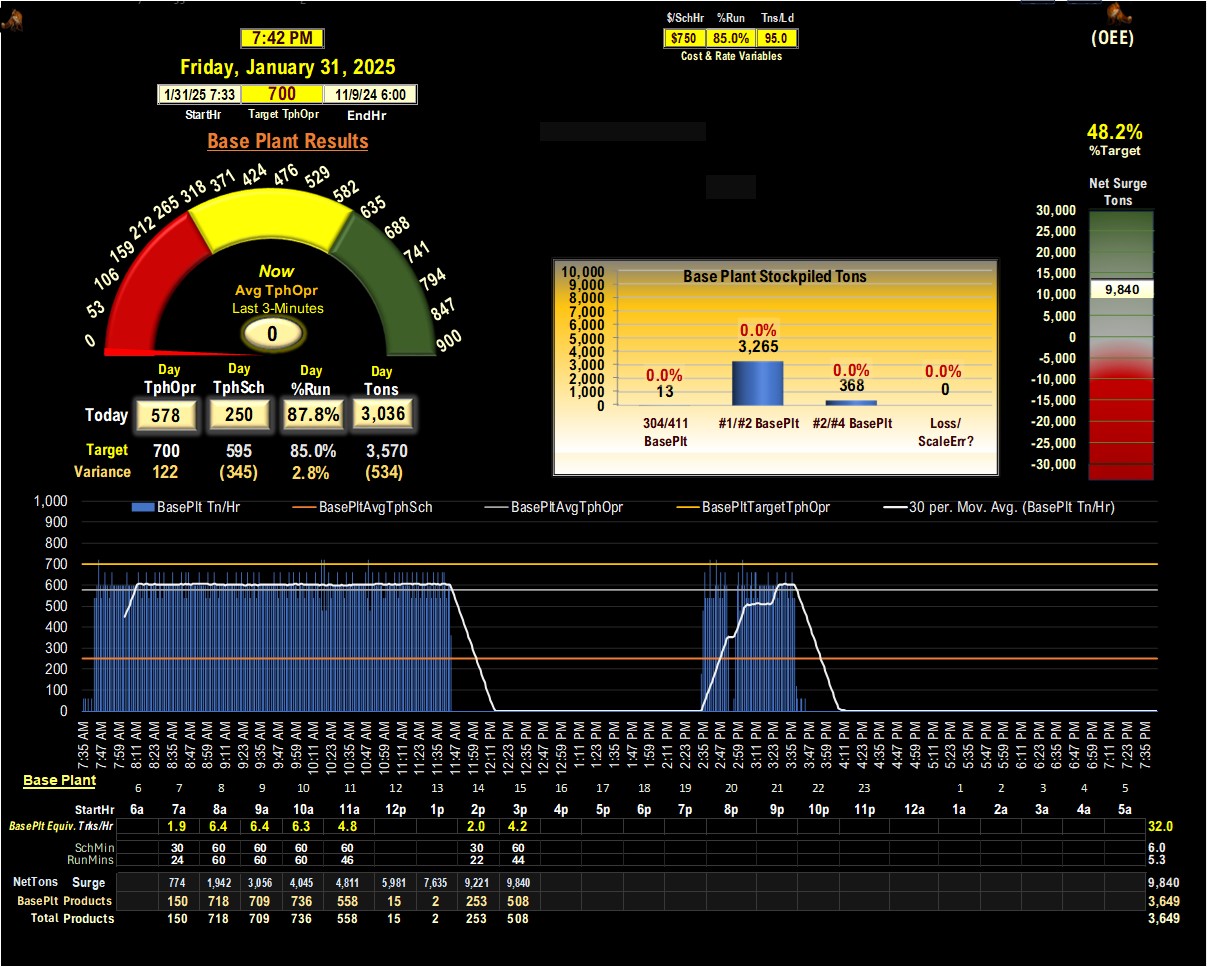 $/SchHr %Run Tns/Ld
$750 85.0% 95.0
Cost & Rate Variables
(OEE)
7:42 PM
Friday, January 31, 2025
1/31/25 7:33 700 11/9/24 6:00
StartHr Target TphOpr EndHr
Base Plant Results
48.2%
%Target
Net Surge
Tons
30,000
25,000
20,000
15,000
10,000
5,000
0
-5,000
-10,000
-15,000
-20,000
-25,000
-30,000
9,840
0 53 106 159 212 265 318 371 424 476 529 582 635 688 741 794 847 900
Now
Avg TphOpr
Last 3-Minutes
0
Day Day Day Day
TphOpr TphSch %Run Tons
Today 578 250 87.8% 3,036
Target 700 595 85.0% 3,570
Variance 122 (345) 2.8% (534)
Base Plant Stockpiled Tons
10,000
9,000
8,000
7,000
6,000
5,000
4,000
3,000
2,000
1,000
0
0.0% 0.0% 0.0% 0.0%
13 3,265 368 0
304/411 BasePlt #1/#2 BasePlt #2/#4 BasePlt Loss/ ScaleErr?
BasePlt Tn/Hr BasePltAvgTphSch BasePltAvgTphOpr BasePltTargetTphOpr 30 per. Mov. Avg. (BasePlt Tn/Hr)
1,000
900
800
700
600
500
400
300
200
100
0
7:35 AM 7:47 AM 7:59 AM 8:11 AM 8:23 AM 8:35 AM 8:47 AM 8:59 AM 9:11 AM 9:23 AM 9:35 AM 9:47 AM 9:59 AM 10:11 AM 10:23 AM 10:35 AM 10:47 AM 10:59 AM 11:11 AM 11:23 AM 11:35 AM 11:47 AM 11:59 AM 12:11 PM 12:23 PM 12:35 PM 12:47 PM 12:59 PM 1:11 PM 1:23 PM 1:35 PM 1:47 PM 1:59 PM 2:11 PM 2:23 PM 2:35 PM 2:47 PM 2:59 PM 3:11 PM 3:23 PM 3:35 PM 3:47 PM 3:59 PM 4:11 PM 4:23 PM 4:35 PM 4:47 PM 4:59 PM 5:11 PM 5:23 PM 5:35 PM 5:47 PM 5:59 PM 6:11 PM 6:23 PM 6:35 PM 6:47 PM 6:59 PM 7:11 PM 7:23 PM 7:35 PM
Base Plant
6 7 8 9 10 11 12 13 14 15 16 17 18 19 20 21 22 23 1 2 3 4 5
StartHr 6a 7a 8a 9a 10a 11a 12p 1p 2p 3p 4p 5p 6p 7p 8p 9p 10p 11p 12a 1a 2a 3a 4a 5a
BasePlt Equiv. Trks/Hr 1.9 6.4 6.4 6.3 4.8 2.0 4.2 32.0
SchMin 30 60 60 60 60 30 60 6.0
RunMins 24 60 60 60 46 22 44 5.3
NetTons Surge 774 1,942 3,056 4,045 4,811 5,981 7,635 9,221 9,840 9,840
BasePlt Products 150 718 709 736 558 15 2 253 508 3,649
Total Products 150 718 709 736 558 15 2 253 508 3,649